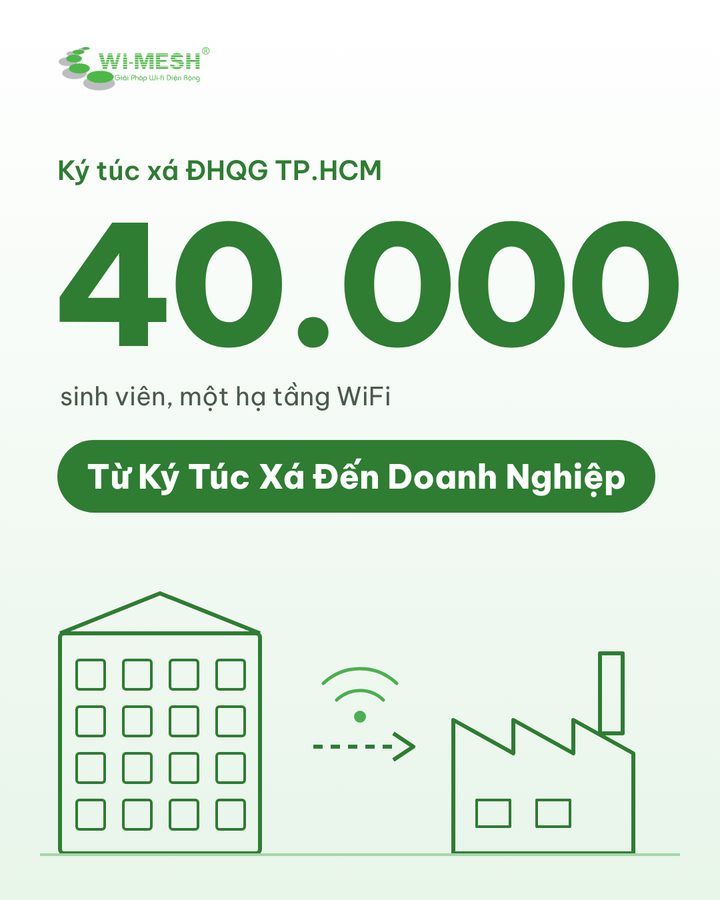 WI-MESH®
Giải Pháp Wi-fi Diện Rộng
Ký túc xá ĐHQG TP.HCM
40.000
sinh viên, một hạ tầng WiFi
Từ Ký Túc Xá Đến Doanh Nghiệp